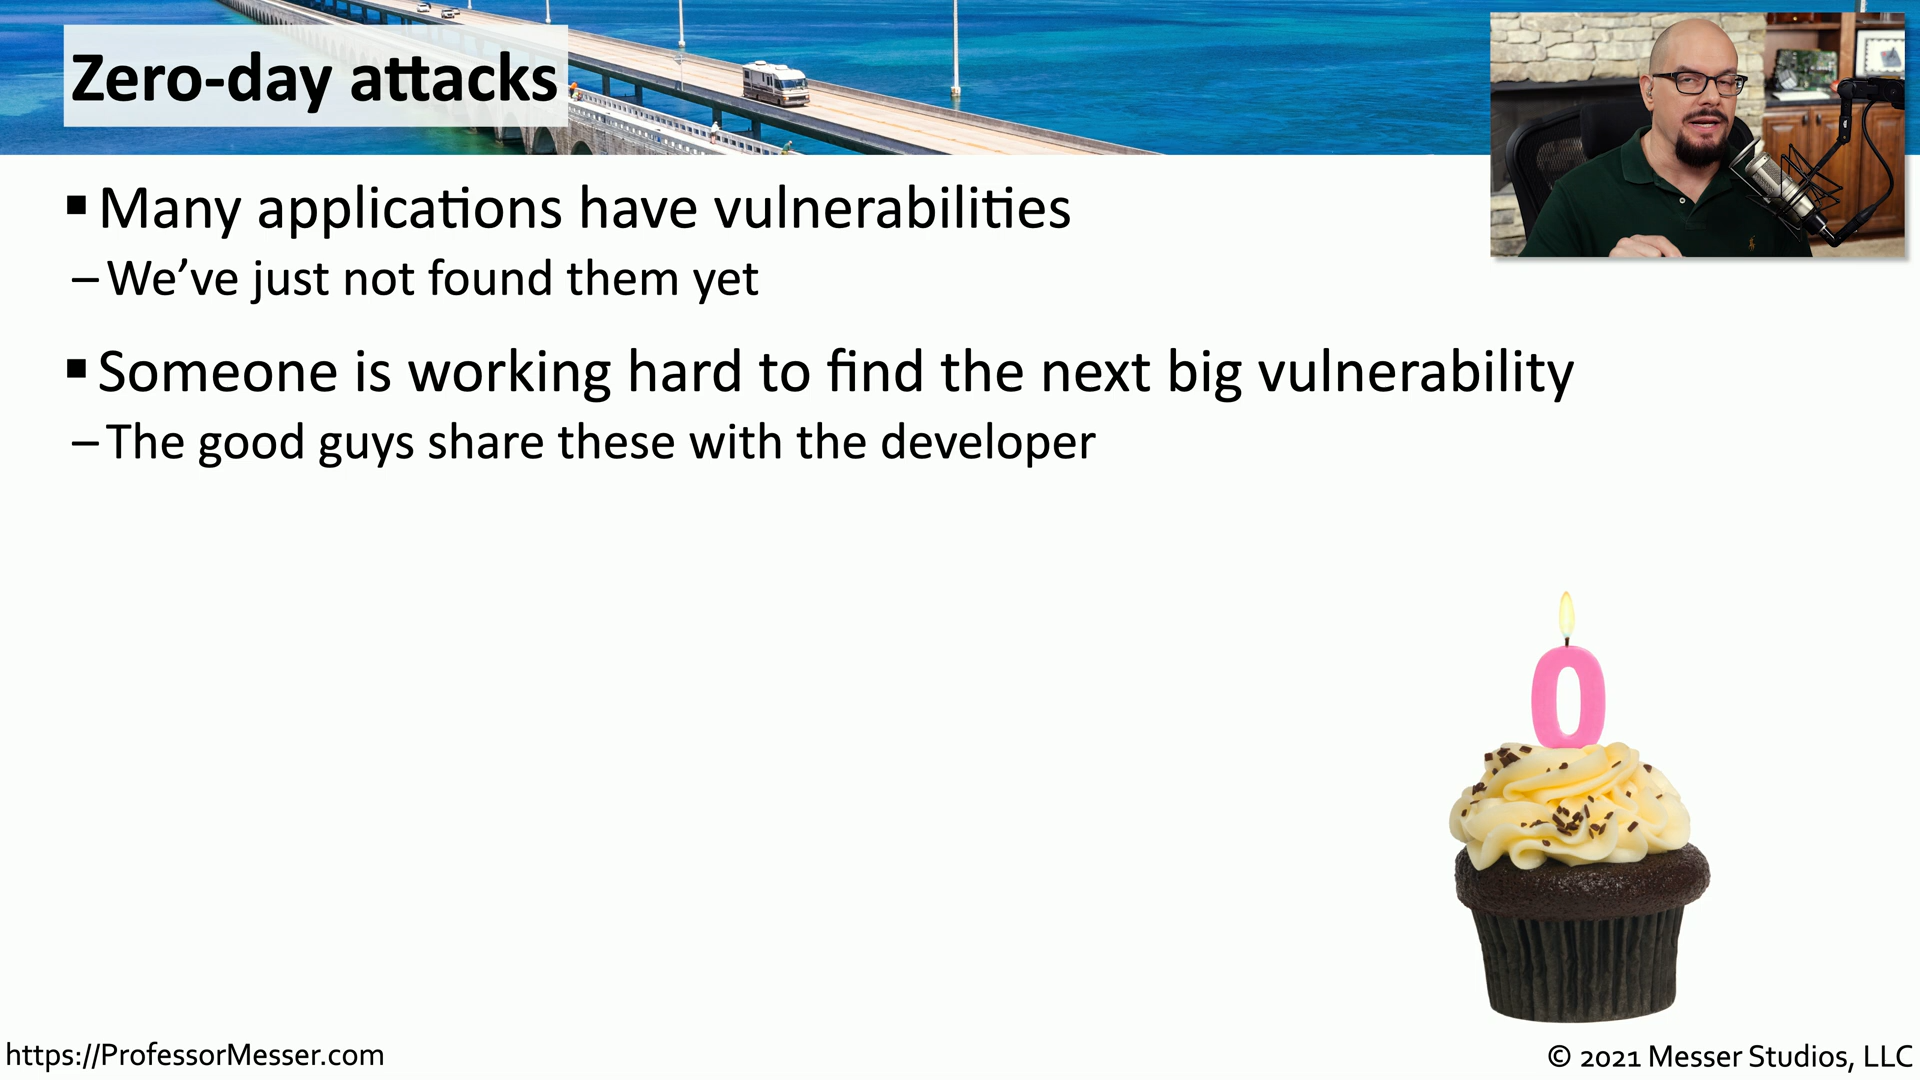 Zero-day attacks
▪ Many applications have vulnerabilities
– We’ve just not found them yet
▪ Someone is working hard to find the next big vulnerability
– The good guys share these with the developer
0
https://ProfessorMesser.com
© 2021 Messer Studios, LLC